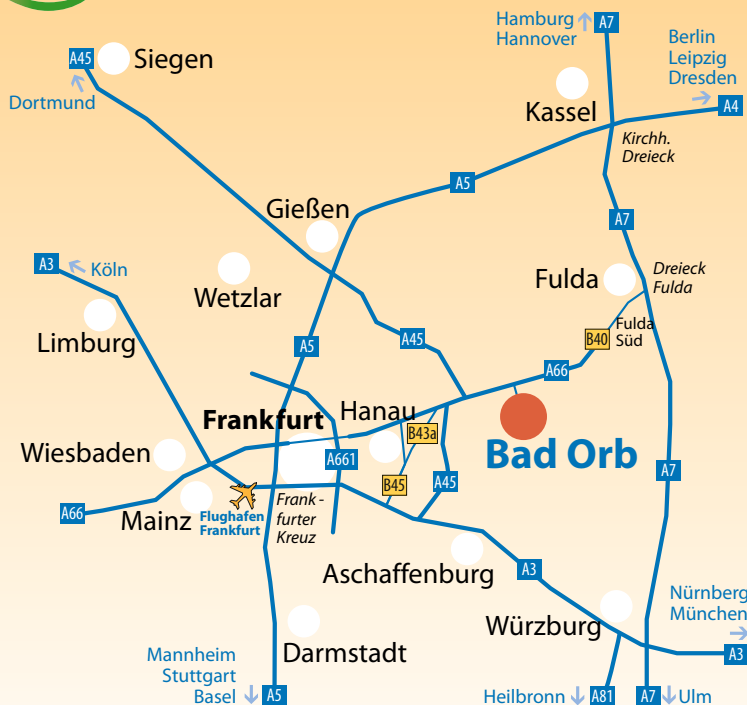 Hamburg
Hannover
A7
Berlin
Leipzig
Dresden
A45
Siegen
Dortmund
Kassel
A4
Kirchh.
Dreieck
A5
Gießen
A7
A3
Köln
Wetzlar
Fulda
Dreieck
Fulda
Limburg
A5
A45
B40
Fulda
Süd
A66
Frankfurt
Hanau
B43a
Bad Orb
Wiesbaden
A661
B45
A45
A7
A66
Mainz
Flughafen
Frankfurt
Frank-
furter
Kreuz
Aschaffenburg
A3
Nürnberg
München
Würzburg
Darmstadt
A3
Mannheim
Stuttgart
Basel
A5
Heilbronn
A81
A7
Ulm